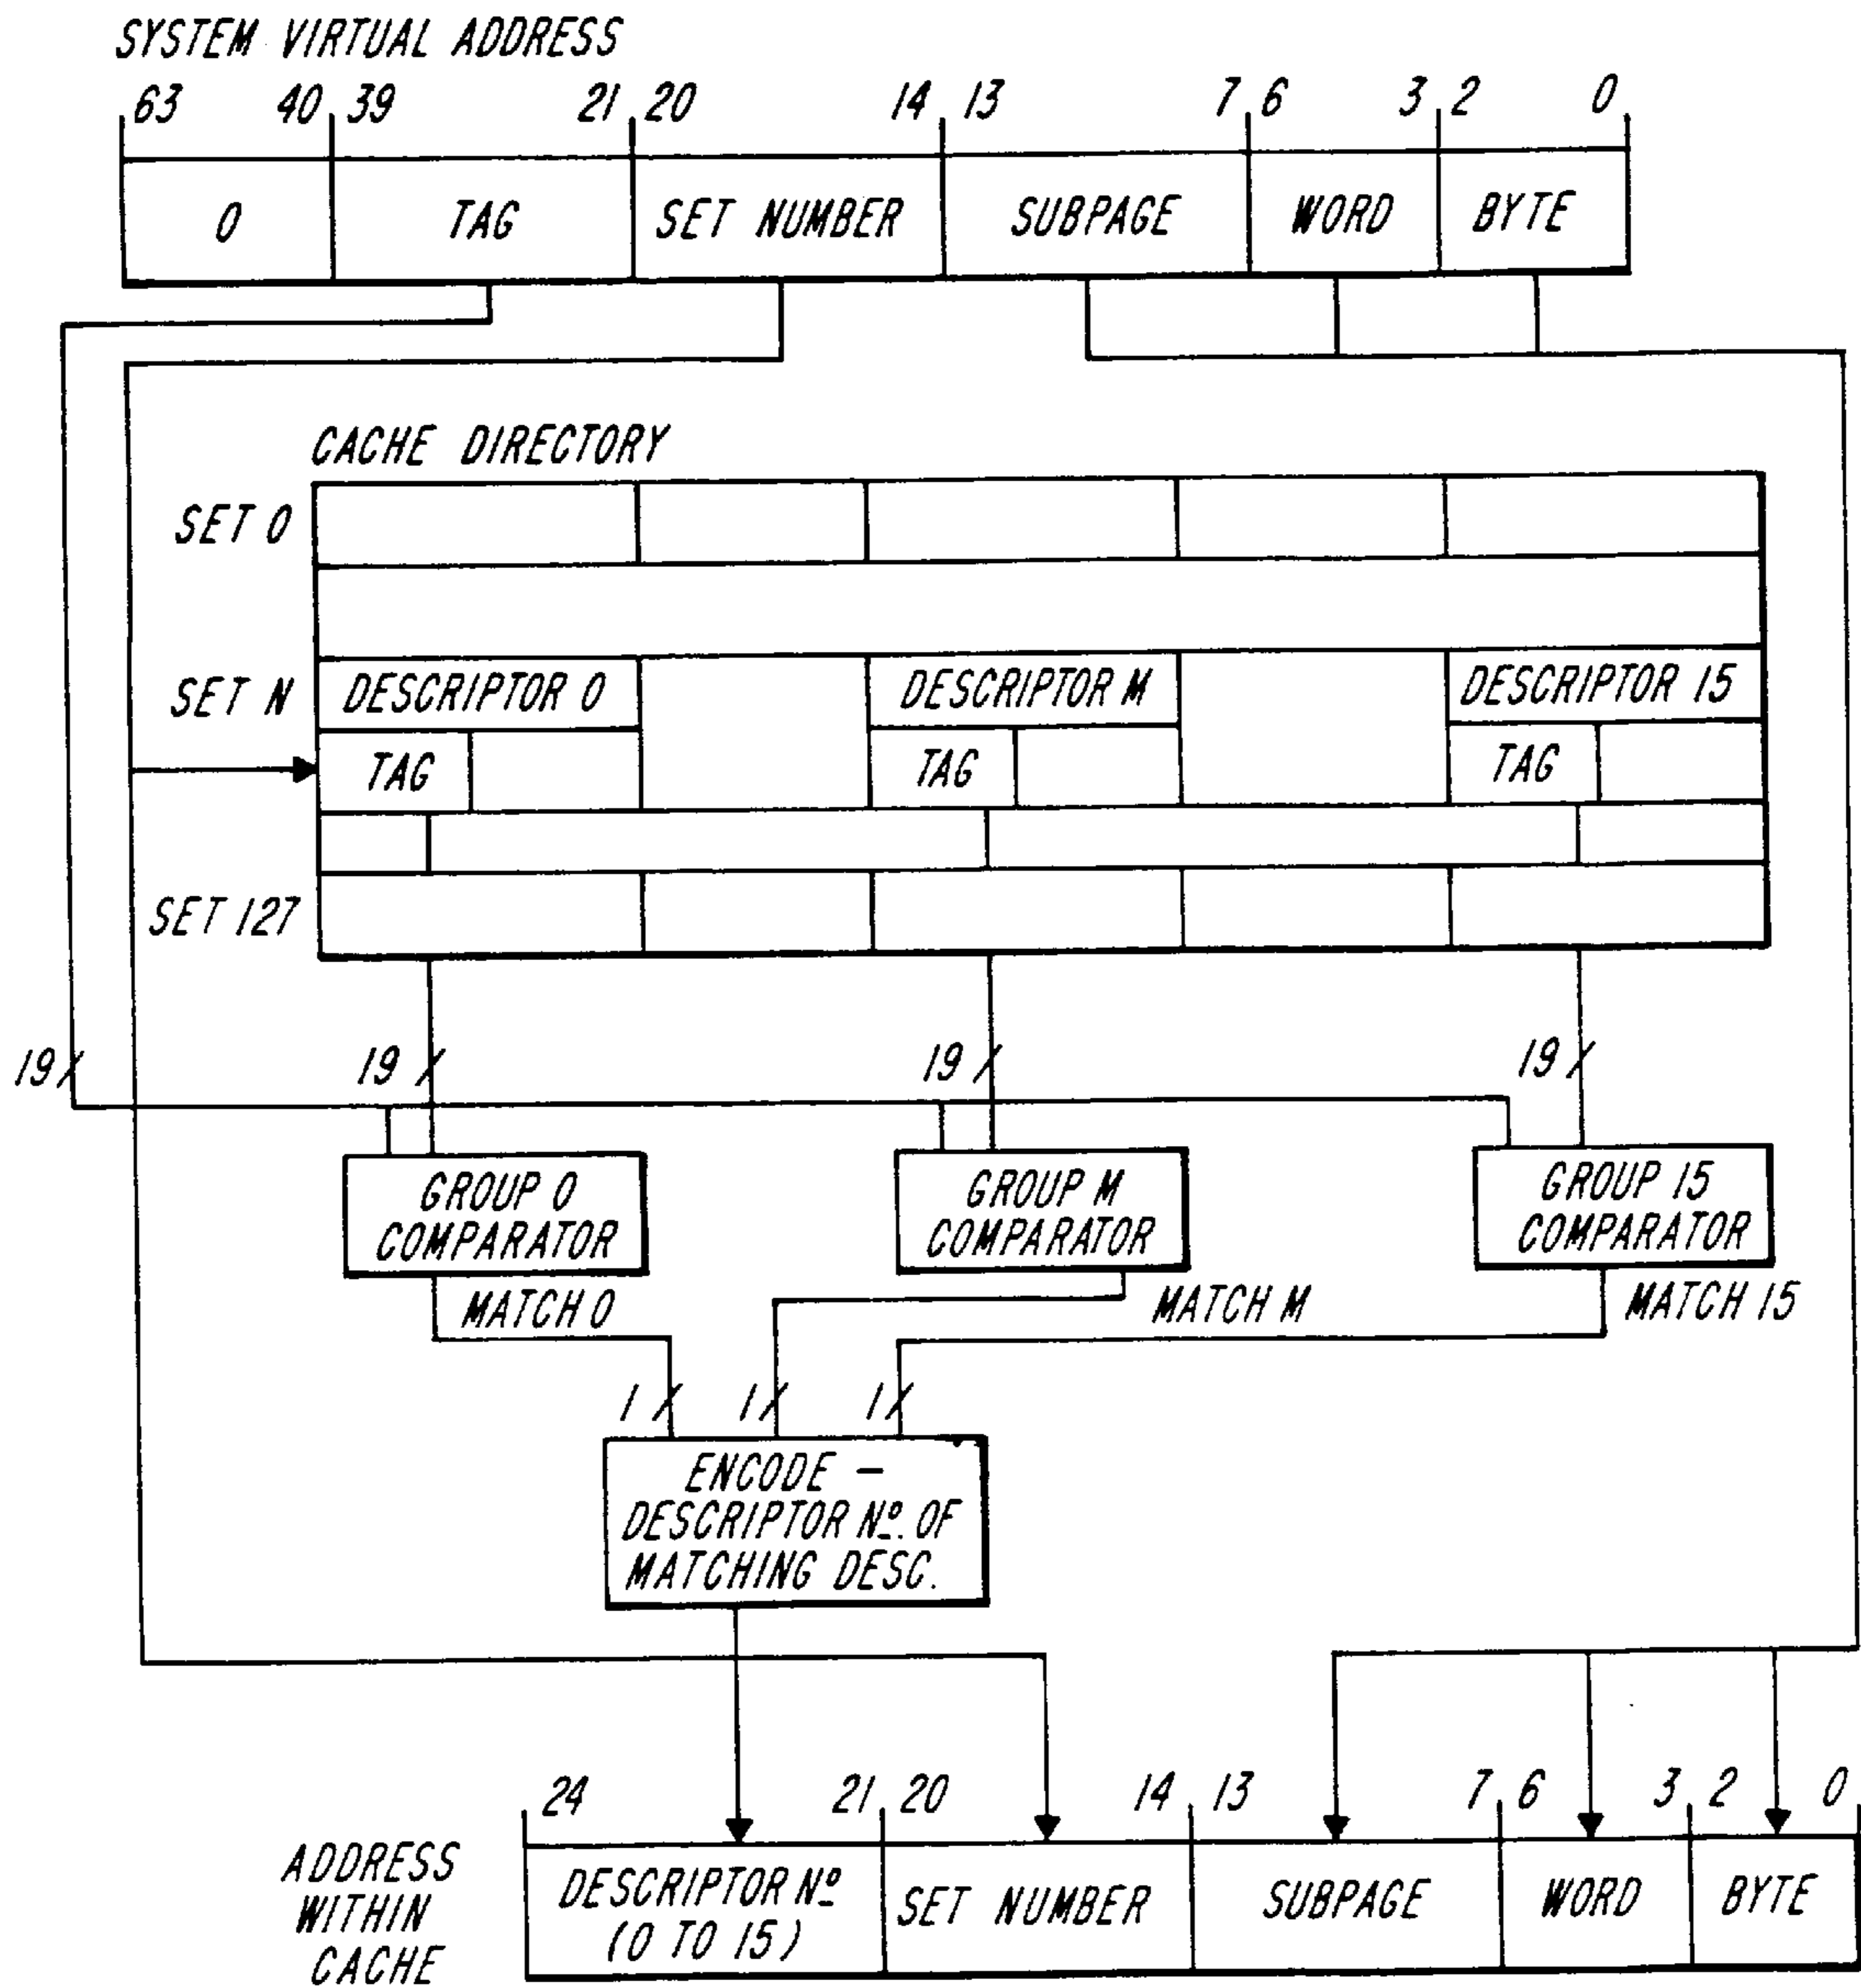 SYSTEM VIRTUAL ADDRESS
63 40 39 21 20 14 13 7 6 3 2 0
0 TAG SET NUMBER SUBPAGE WORD BYTE
CACHE DIRECTORY
SET 0
SET N DESCRIPTOR 0 DESCRIPTOR M DESCRIPTOR 15
TAG TAG TAG
SET 127
19 19 19 19
GROUP 0 COMPARATOR
GROUP M COMPARATOR
GROUP 15 COMPARATOR
MATCH 0 MATCH M MATCH 15
1 1 1
ENCODE –
DESCRIPTOR Nº. OF
MATCHING DESC.
24 21 20 14 13 7 6 3 2 0
ADDRESS
WITHIN
CACHE
DESCRIPTOR Nº
(0 TO 15)
SET NUMBER SUBPAGE WORD BYTE